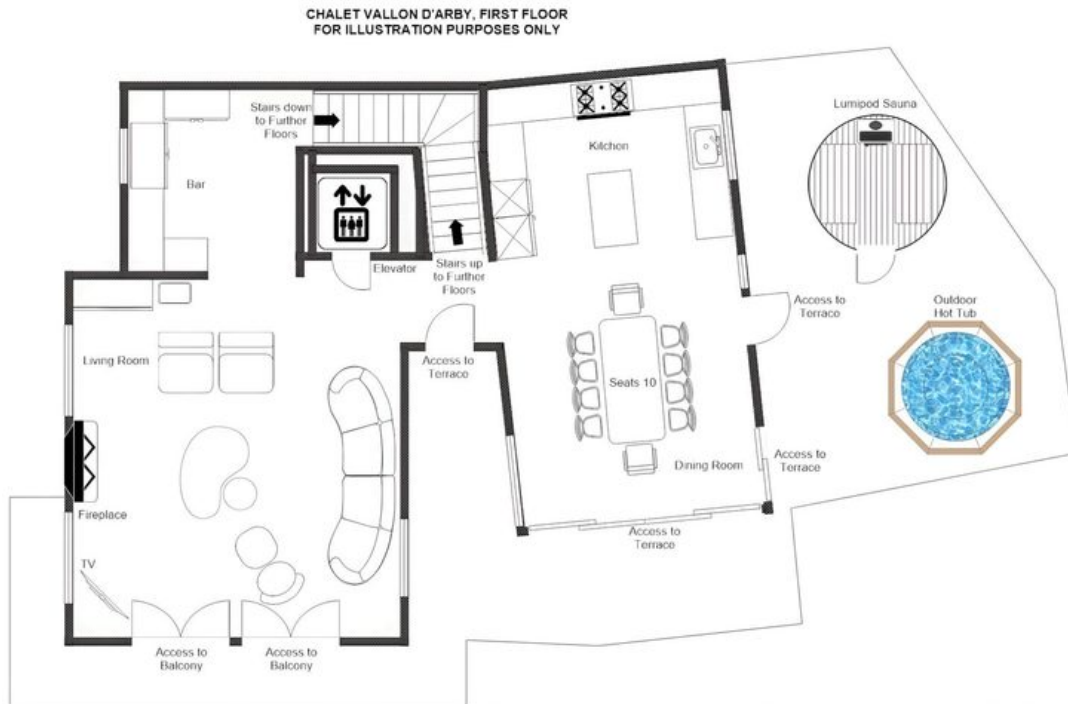 CHALET VALLON D'ARBY, FIRST FLOOR
FOR ILLUSTRATION PURPOSES ONLY
Stairs down
to Further
Floors
Lumipod Sauna
Kitchen
Bar
Elevator
Stairs up
to Further
Floors
Access to
Terrace
Outdoor
Hot Tub
Living Room
Access to
Terrace
Seats 10
Dining Room
Access to
Terrace
Fireplace
Access to
Terrace
TV
Access to
Balcony
Access to
Balcony